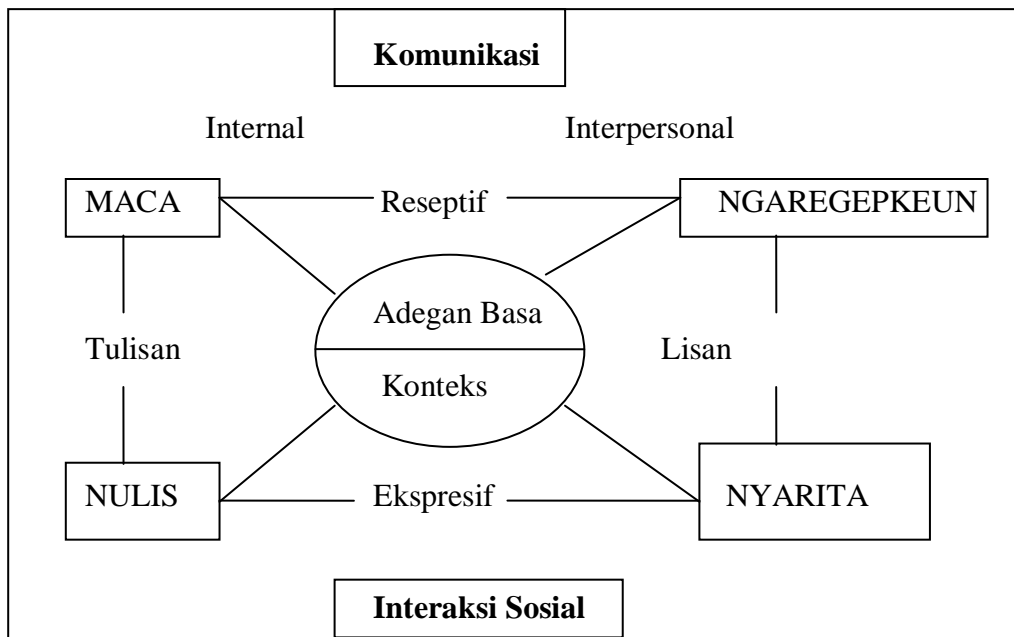 Komunikasi
Internal Interpersonal
MACA Reseptif NGAREGEPKEUN
Adegan Basa
Tulisan Lisan
Konteks
NULIS Ekspresif NYARITA
Interaksi Sosial